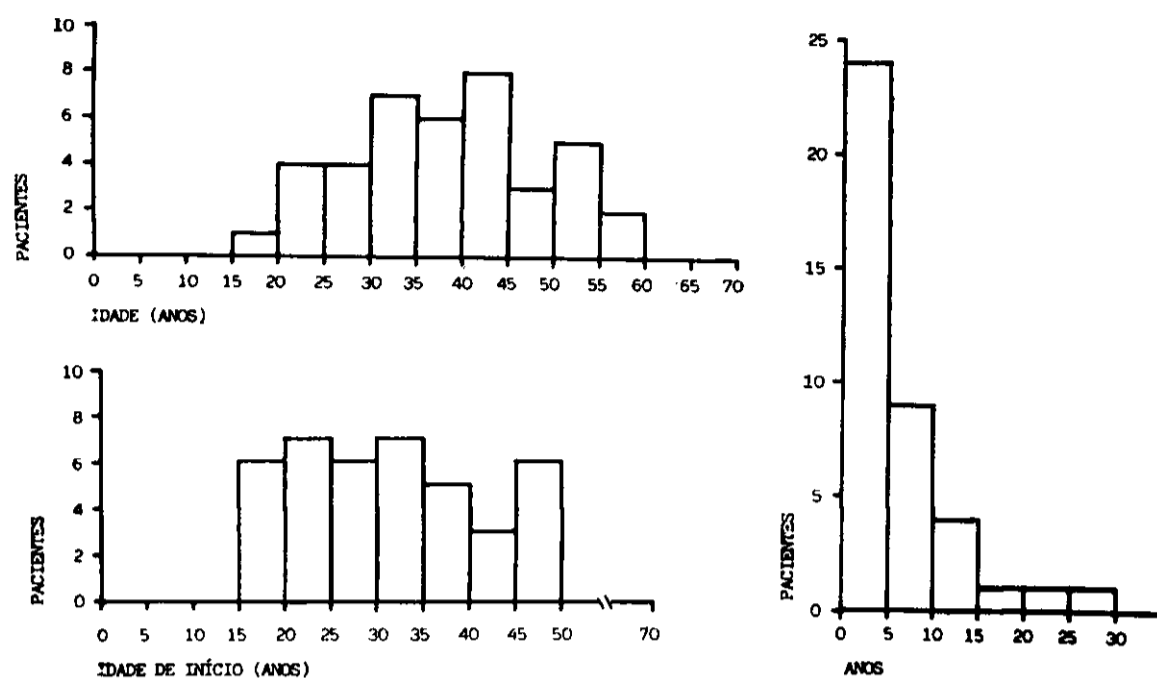 10
8
6
4
2
0
PACIENTES
0 5 10 15 20 25 30 35 40 45 50 55 60 65 70
IDADE (ANOS)
10
8
6
4
2
0
PACIENTES
0 5 10 15 20 25 30 35 40 45 50 70
IDADE DE INÍCIO (ANOS)
25
20
15
10
5
0
PACIENTES
0 5 10 15 20 25 30
ANOS